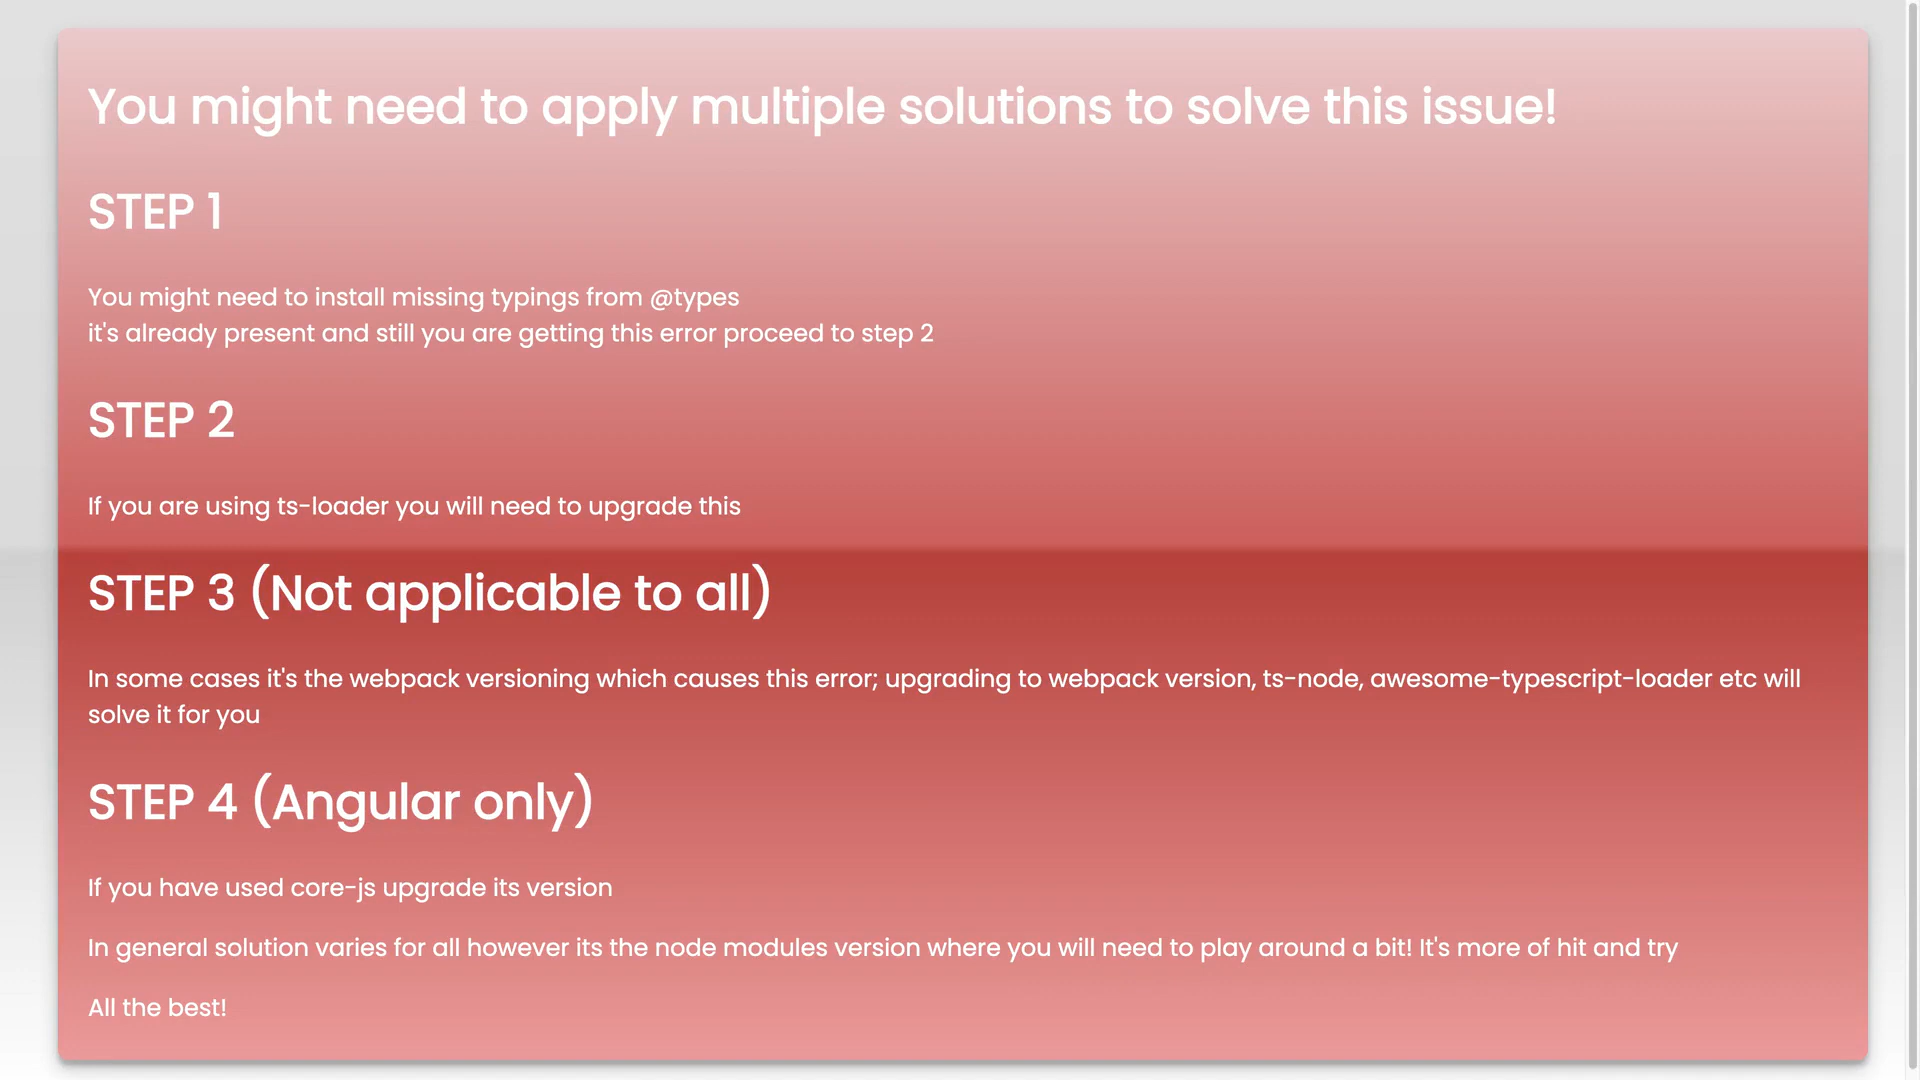 You might need to apply multiple solutions to solve this issue!
STEP 1
You might need to install missing typings from @types
it's already present and still you are getting this error proceed to step 2
STEP 2
If you are using ts-loader you will need to upgrade this
STEP 3 (Not applicable to all)
In some cases it's the webpack versioning which causes this error; upgrading to webpack version, ts-node, awesome-typescript-loader etc will
solve it for you
STEP 4 (Angular only)
If you have used core-js upgrade its version
In general solution varies for all however its the node modules version where you will need to play around a bit! It's more of hit and try
All the best!